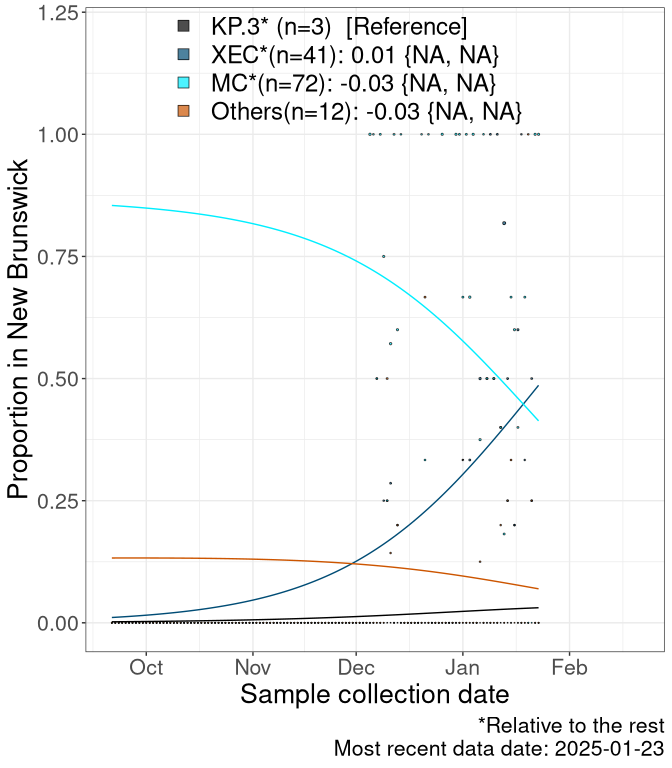 KP.3* (n=3)  [Reference]
XEC*(n=41): 0.01 {NA, NA}
MC*(n=72): -0.03 {NA, NA}
Others(n=12): -0.03 {NA, NA}
1.25
1.00
0.75
0.50
0.25
0.00
Proportion in New Brunswick
Oct Nov Dec Jan Feb
Sample collection date
*Relative to the rest
Most recent data date: 2025-01-23